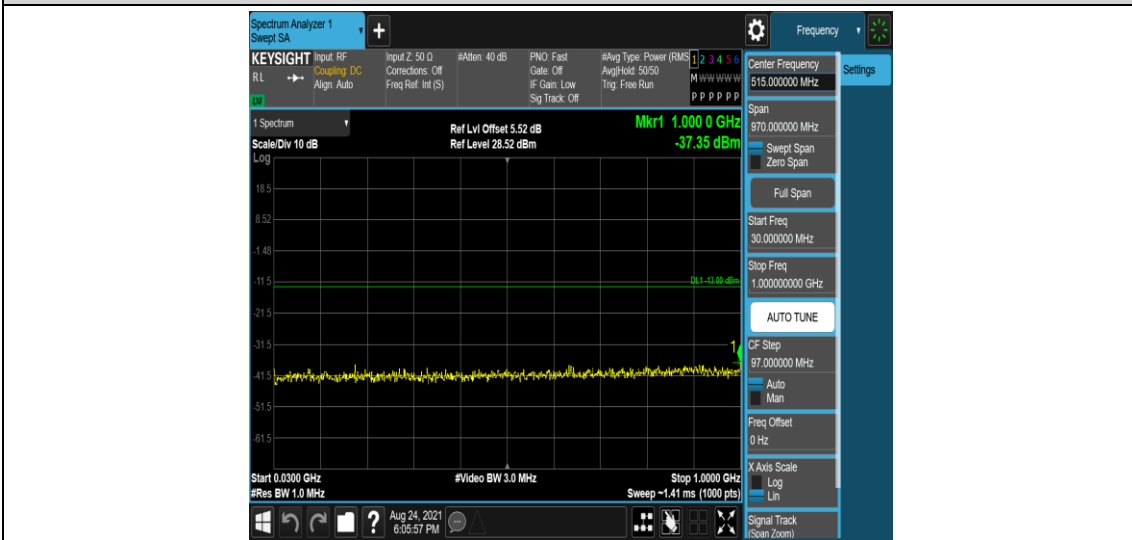 Spectrum Analyzer 1
Swept SA
+
Frequency
KEYSIGHT
RL
LXI
Input: RF
Coupling: DC
Align: Auto
Input Z: 50 Ω
Corrections: Off
Freq Ref: Int (S)
#Atten: 40 dB
PNO: Fast
Gate: Off
IF Gain: Low
Sig Track: Off
#Avg Type: Power (RMS
Avg|Hold: 50/50
Trig: Free Run
1 2 3 4 5 6
M W W W W W
P P P P P P
1 Spectrum
Scale/Div 10 dB
Log
Ref Lvl Offset 5.52 dB
Ref Level 28.52 dBm
Mkr1 1.000 0 GHz
-37.35 dBm
18.5
8.52
-1.48
-11.5
DL1 -13.00 dBm
-21.5
-31.5
1
-41.5
-51.5
-61.5
Start 0.0300 GHz
#Res BW 1.0 MHz
#Video BW 3.0 MHz
Stop 1.0000 GHz
Sweep ~1.41 ms (1000 pts)
?
Aug 24, 2021
6:05:57 PM
Center Frequency
515.000000 MHz
Settings
Span
970.000000 MHz
Swept Span
Zero Span
Full Span
Start Freq
30.000000 MHz
Stop Freq
1.000000000 GHz
AUTO TUNE
CF Step
97.000000 MHz
Auto
Man
Freq Offset
0 Hz
X Axis Scale
Log
Lin
Signal Track
(Span Zoom)